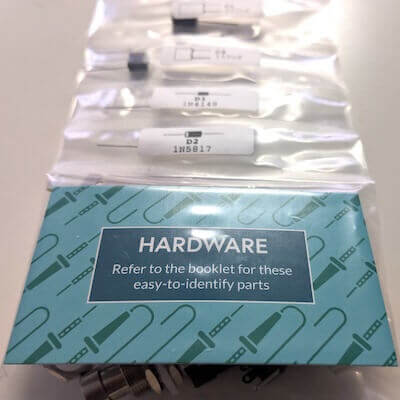 D1
1N4148
D2
1N5817
HARDWARE
Refer to the booklet for these
easy-to-identify parts